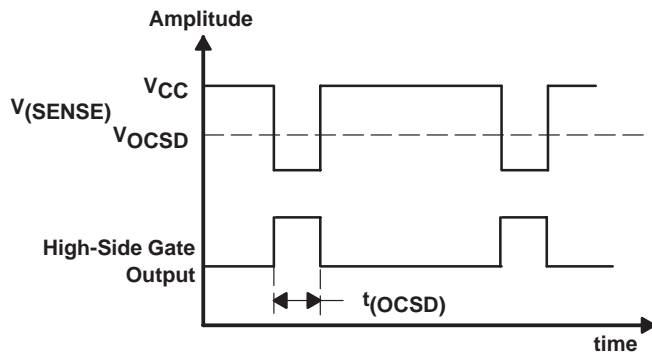 Amplitude
VCC
V(SENSE)
VOCSD
High-Side Gate
Output
t(OCSD)
time